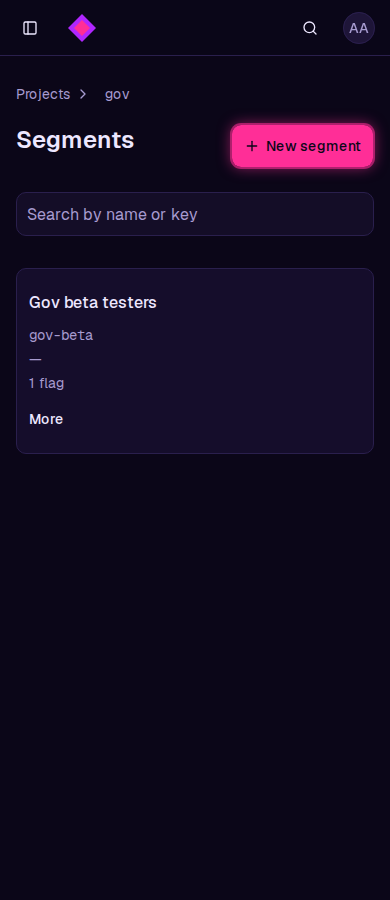 AA
Projects > gov
Segments
+ New segment
Search by name or key
Gov beta testers
gov-beta
—
1 flag
More